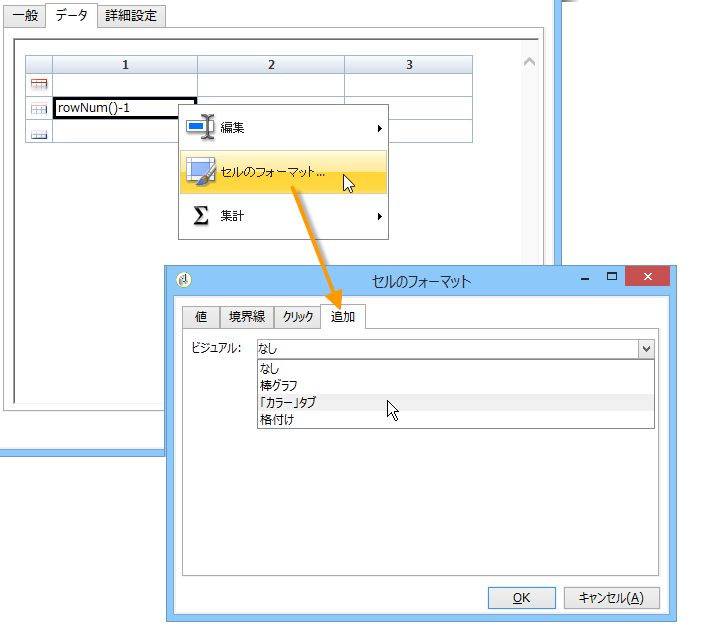 一般 データ 詳細設定
1 2 3
rowNum()-1
編集
セルのフォーマット...
Σ 集計
セルのフォーマット
値 境界線 クリック 追加
ビジュアル: なし
なし
棒グラフ
「カラー」タブ
格付け
OK キャンセル(A)